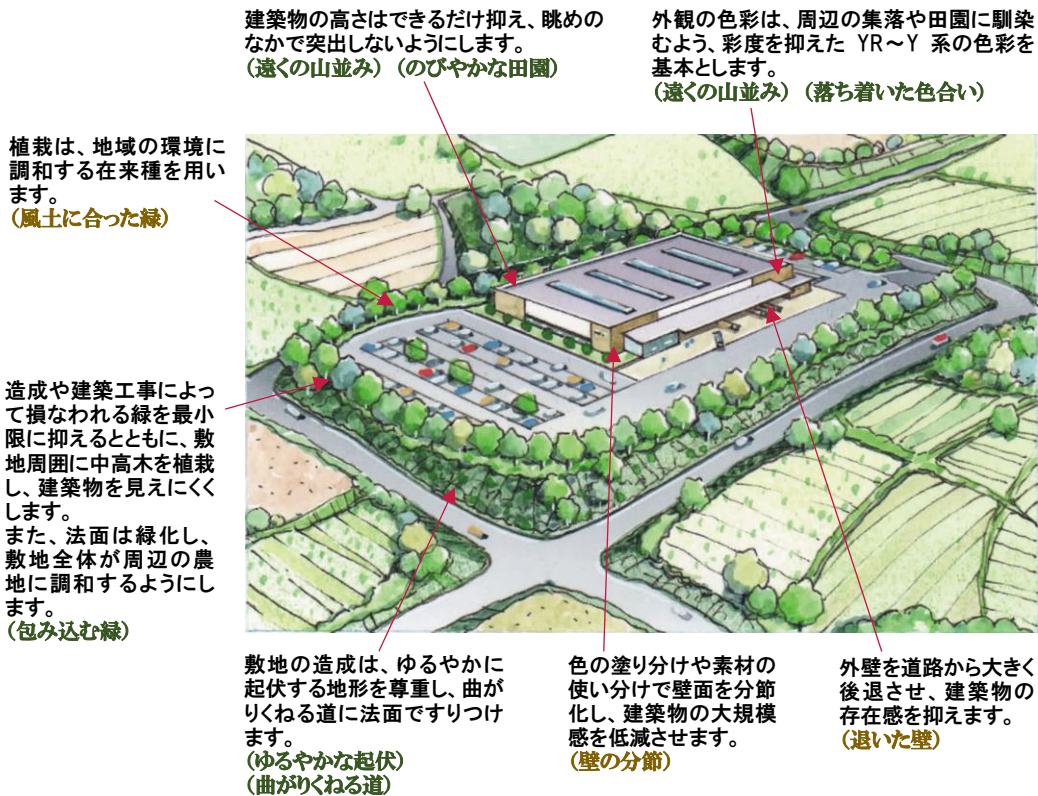 建築物の高さはできるだけ抑え、眺めの
なかで突出しないようにします。
（遠くの山並み）（のびやかな田園）
外観の色彩は、周辺の集落や田園に馴染
むよう、彩度を抑えた YR～Y 系の色彩を
基本とします。
（遠くの山並み）（落ち着いた色合い）
植栽は、地域の環境に
調和する在来種を用い
ます。
（風土に合った緑）
造成や建築工事によっ
て損なわれる緑を最小
限に抑えるとともに、敷
地周囲に中高木を植栽
し、建築物を見えにくく
します。
また、法面は緑化し、
敷地全体が周辺の農
地に調和するようにし
ます。
（包み込む緑）
敷地の造成は、ゆるやかに
起伏する地形を尊重し、曲が
りくねる道に法面ですりつけ
ます。
（ゆるやかな起伏）
（曲がりくねる道）
色の塗り分けや素材の
使い分けで壁面を分節
化し、建築物の大規模
感を低減させます。
（壁の分節）
外壁を道路から大きく
後退させ、建築物の
存在感を抑えます。
（退いた壁）